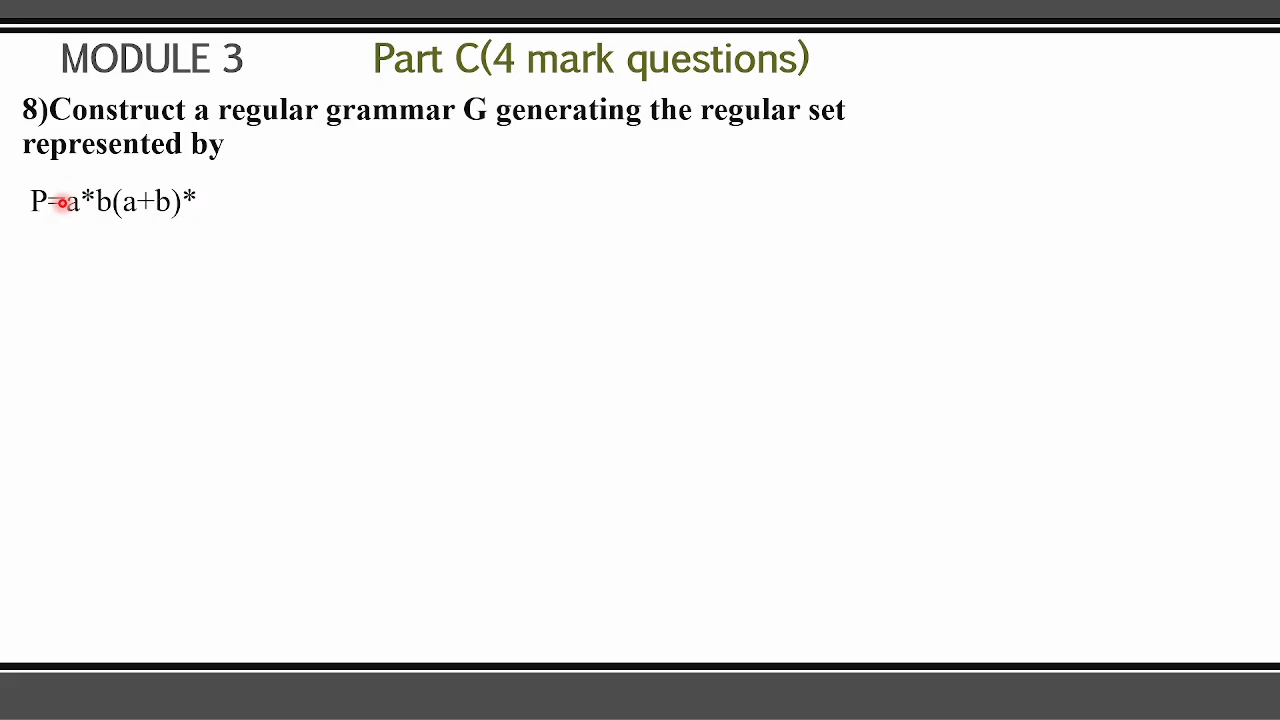 MODULE 3 Part C(4 mark questions)
8)Construct a regular grammar G generating the regular set
represented by
P=a*b(a+b)*